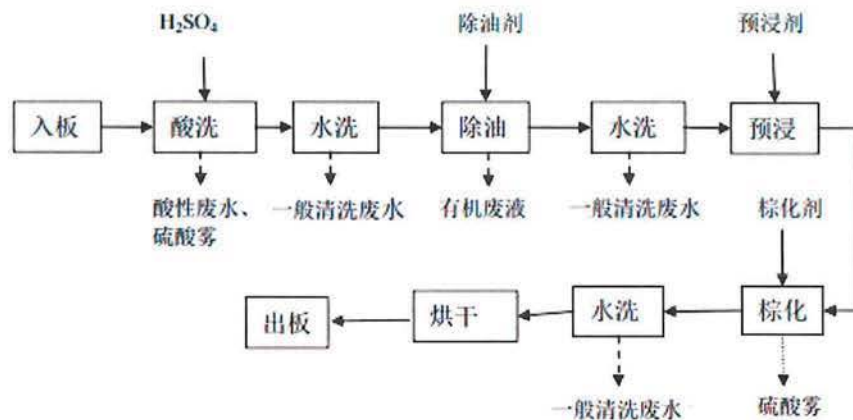 H₂SO₄ 除油剂 预浸剂
入板 酸洗 水洗 除油 水洗 预浸
酸性废水、 一般清洗废水 有机废液 一般清洗废水 棕化剂
硫酸雾
出板 烘干 水洗 棕化
一般清洗废水 硫酸雾